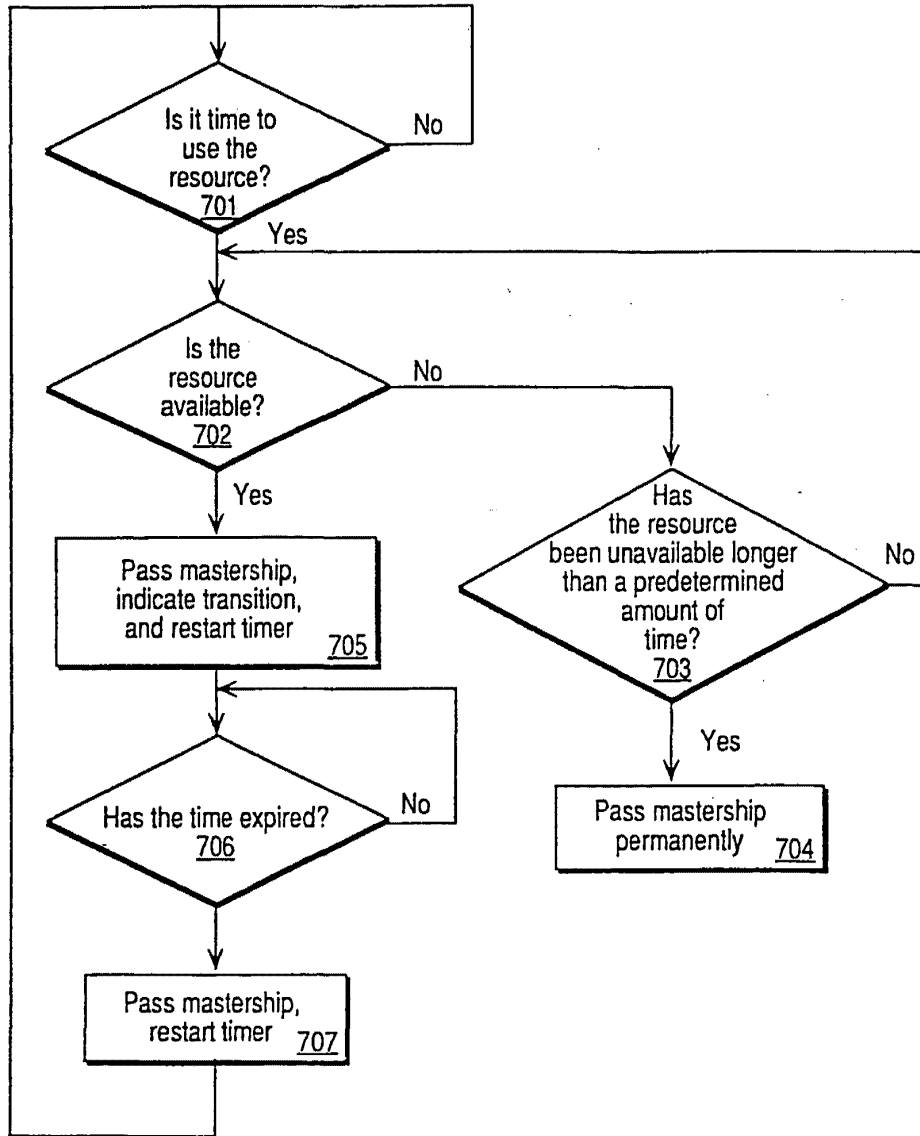 Is it time to
use the
resource?
701
No
Yes
Is the
resource
available?
702
No
Yes
Has
the resource
been unavailable longer
than a predetermined
amount of
time?
703
No
Pass mastership,
indicate transition,
and restart timer
705
Yes
Has the time expired?
706
No
Pass mastership
permanently
704
Pass mastership,
restart timer
707